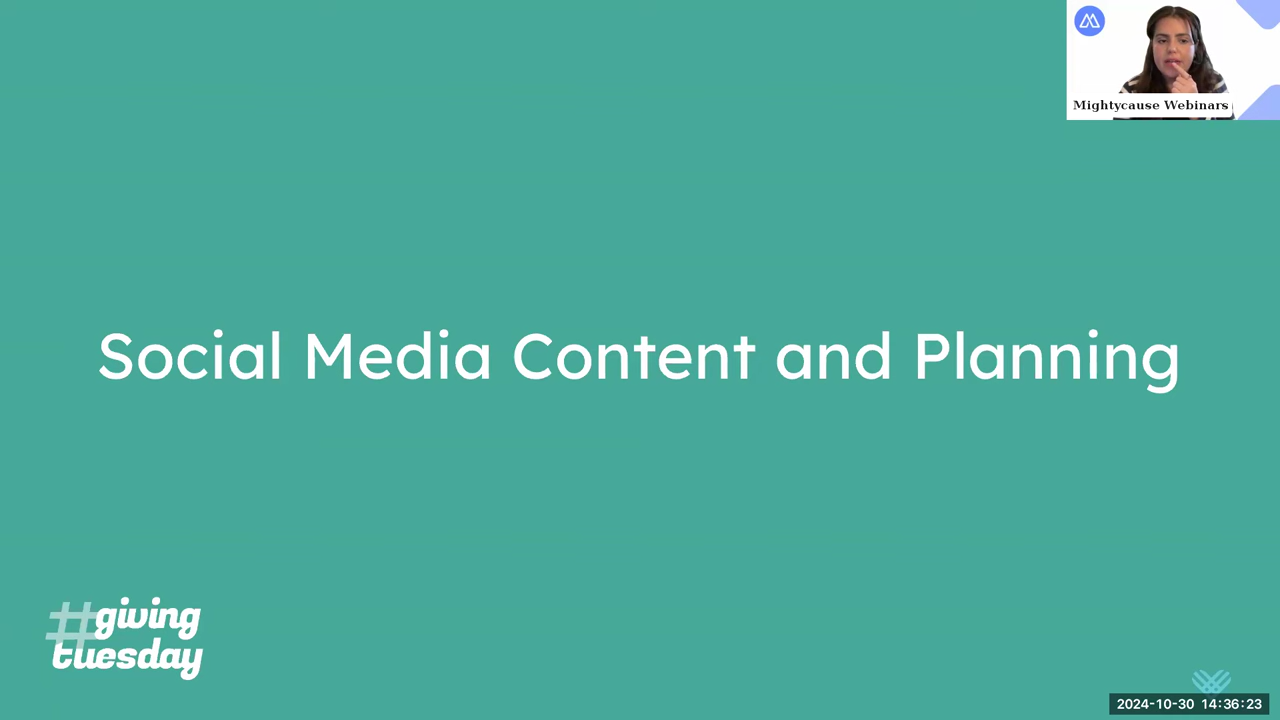 Mightycause Webinars
Social Media Content and Planning
#giving
tuesday
2024-10-30 14:36:23